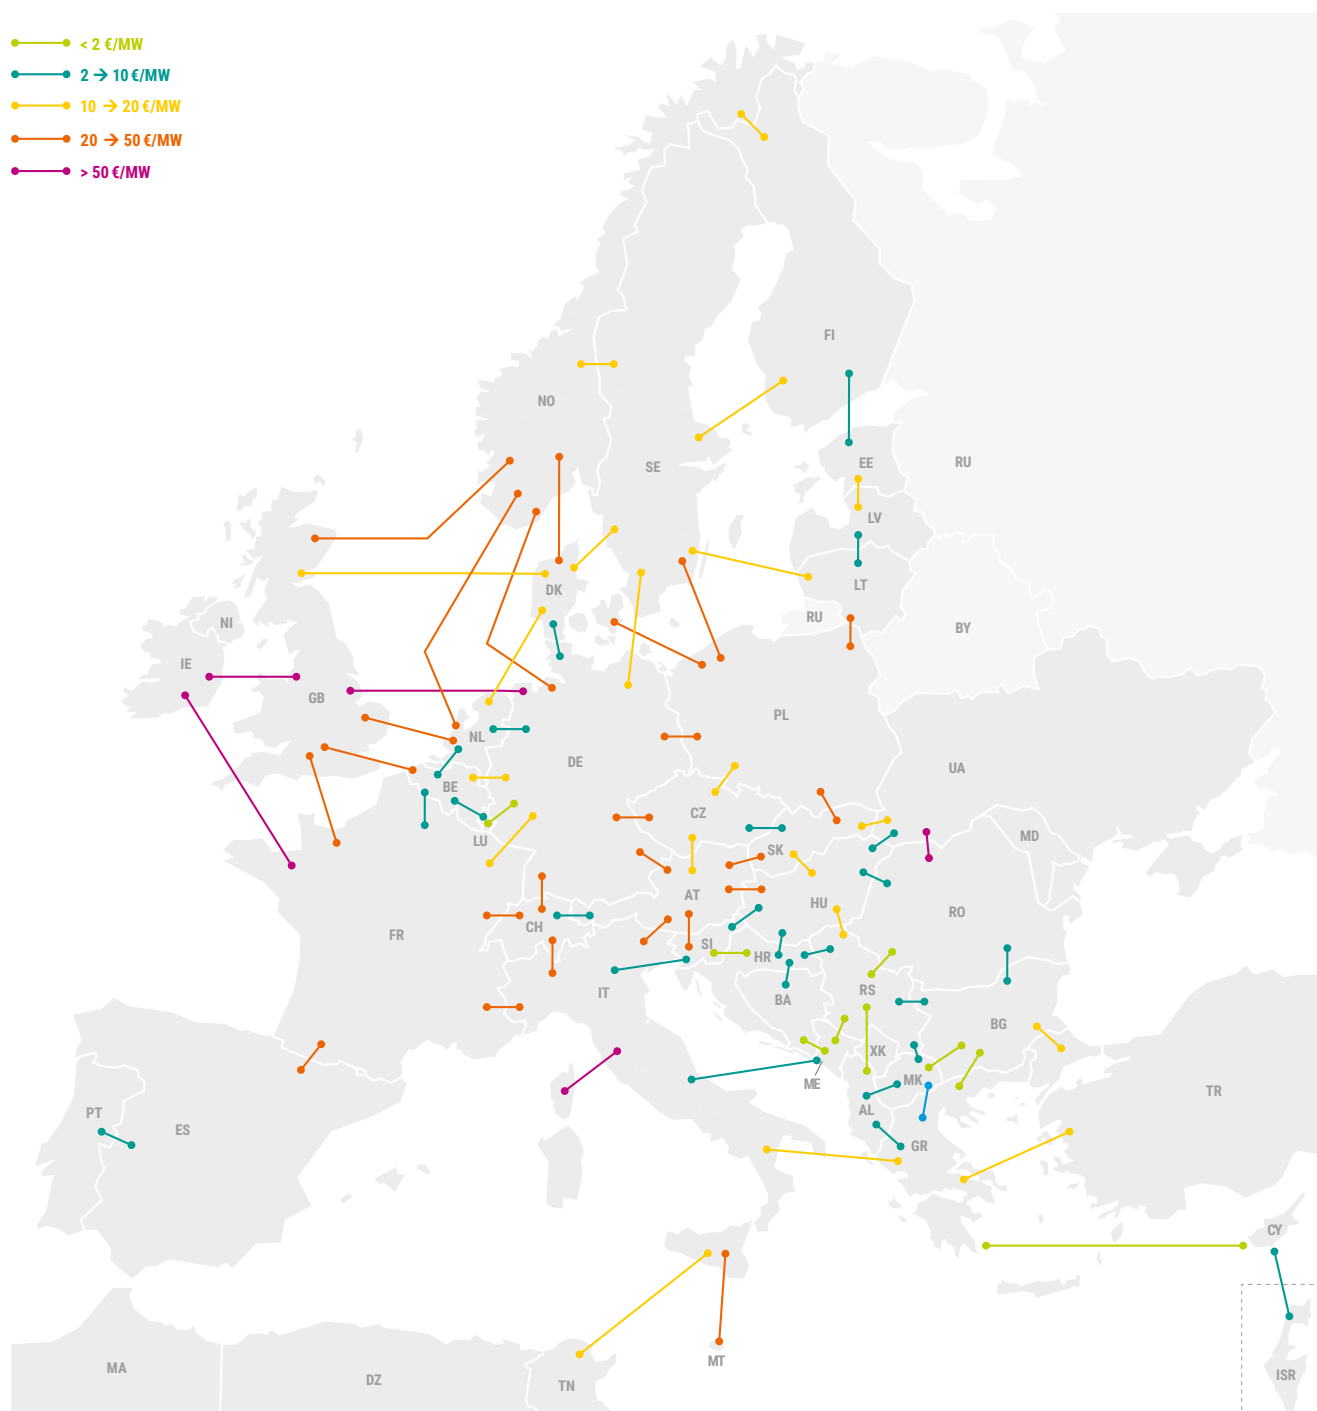 < 2 €/MW
2 → 10 €/MW
10 → 20 €/MW
20 → 50 €/MW
> 50 €/MW
FI
NO
SE
EE
RU
LV
LT
DK
RU
BY
NI
IE
GB
NL
PL
DE
UA
BE
CZ
LU
SK
MD
AT
HU
RO
FR
CH
SI
HR
IT
RS
BA
BG
XK
ME
MK
TR
PT
ES
AL
GR
CY
MA
DZ
TN
MT
ISR